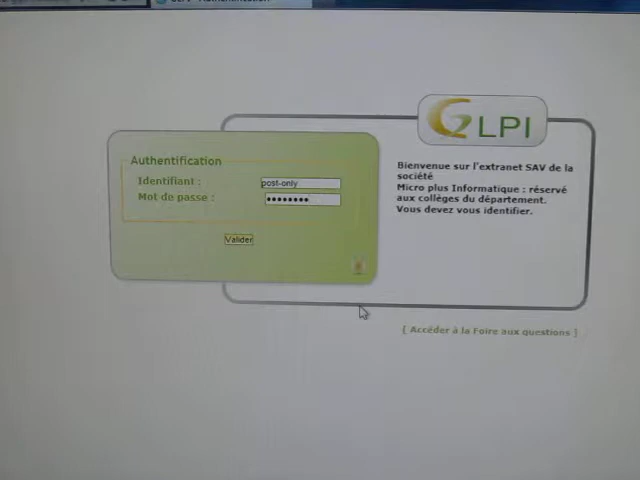 GLPI
Authentification
Identifiant :
post-only
Mot de passe :
Valider
Bienvenue sur l'extranet SAV de la
société
Micro plus Informatique : réservé
aux collèges du département.
Vous devez vous identifier.
[ Accéder à la Foire aux questions ]